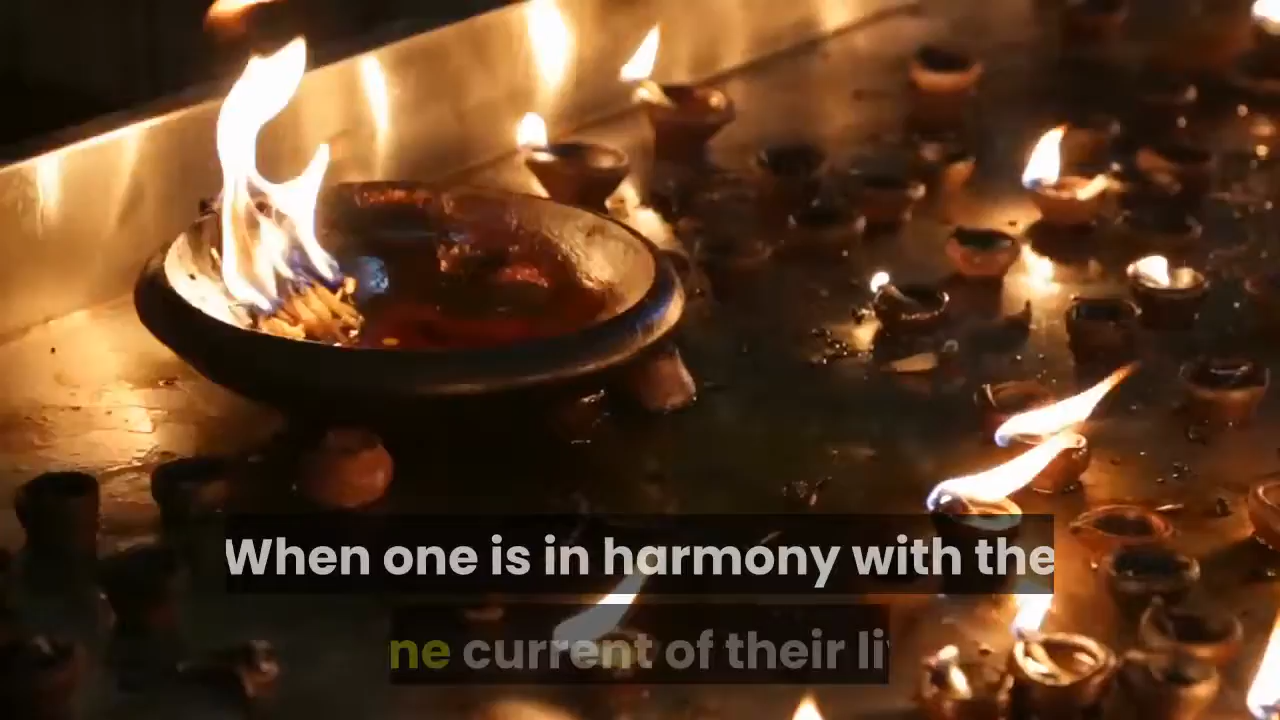 When one is in harmony with the
current of their